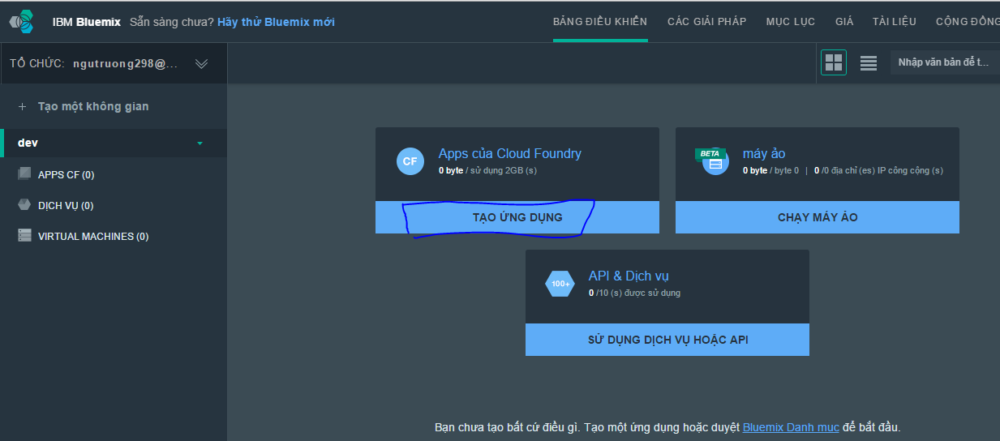 IBM Bluemix Sẵn sàng chưa? Hãy thử Bluemix mới
BẢNG ĐIỀU KHIỂN CÁC GIẢI PHÁP MỤC LỤC GIÁ TÀI LIỆU CỘNG ĐỒNG
TỔ CHỨC: ngutruong298@...
Nhập văn bản để t...
+ Tạo một không gian
dev
APPS CF (0)
DỊCH VỤ (0)
VIRTUAL MACHINES (0)
CF
Apps của Cloud Foundry
0 byte / sử dụng 2GB (s)
TẠO ỨNG DỤNG
BETA
máy ảo
0 byte / byte 0 | 0 /0 địa chỉ (es) IP công cộng (s)
CHẠY MÁY ẢO
100+
API & Dịch vụ
0 /10 (s) được sử dụng
SỬ DỤNG DỊCH VỤ HOẶC API
Bạn chưa tạo bất cứ điều gì. Tạo một ứng dụng hoặc duyệt Bluemix Danh mục để bắt đầu.